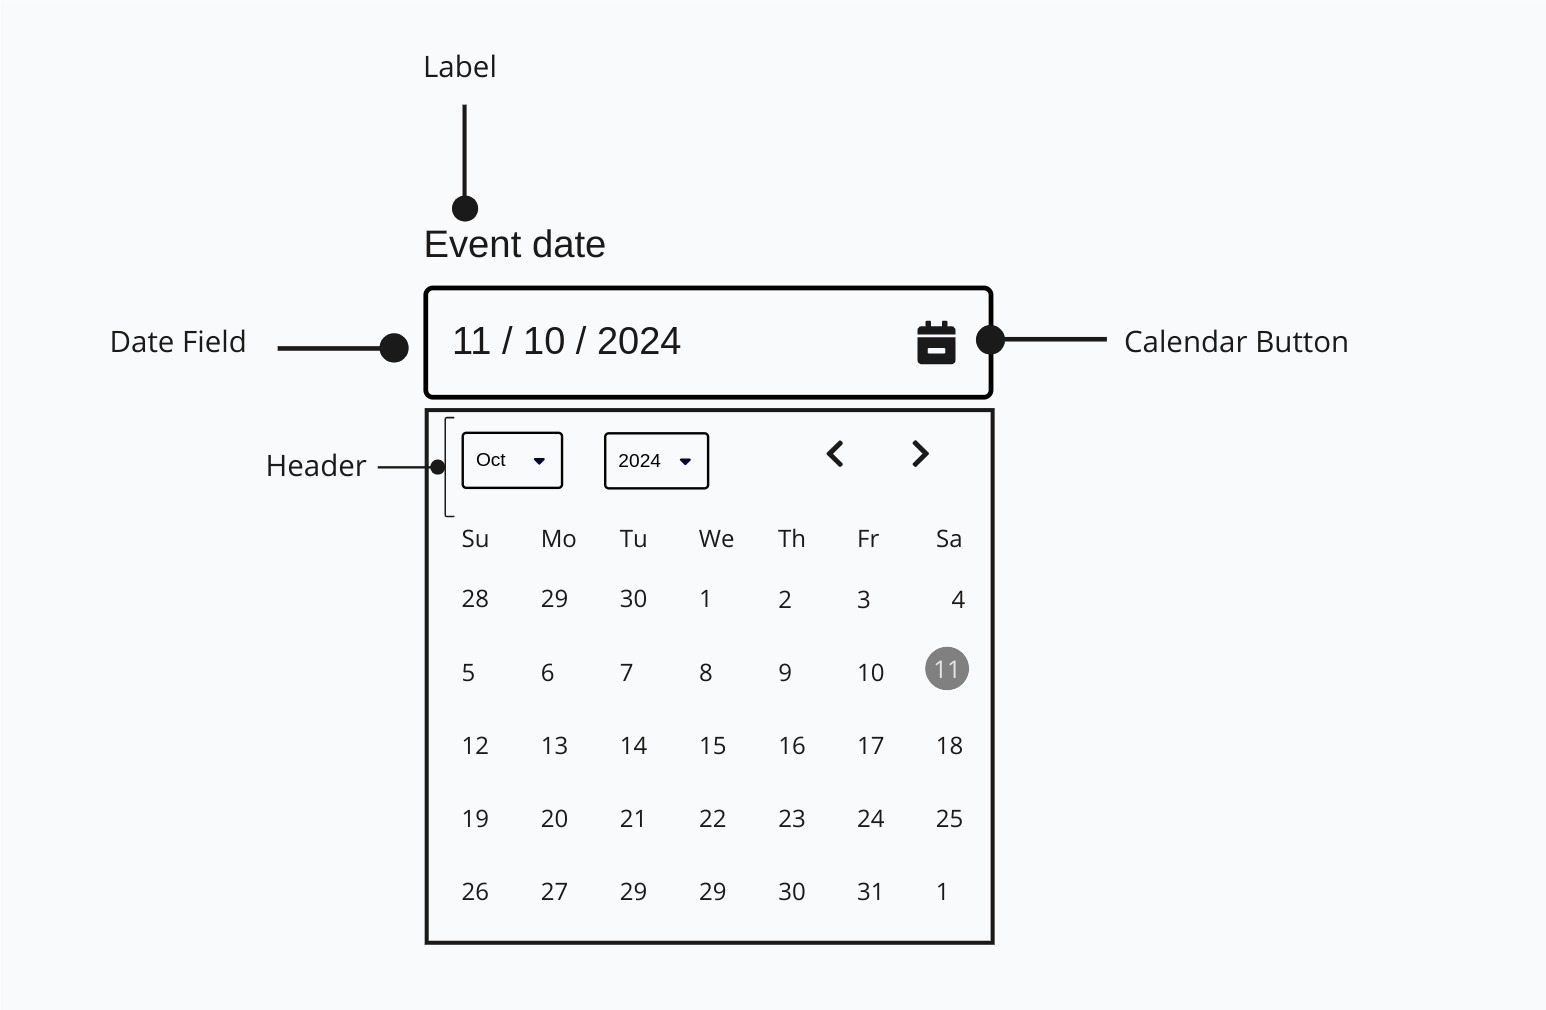 Label
Event date
Date Field
11 / 10 / 2024
Calendar Button
Header
Oct 2024
Su Mo Tu We Th Fr Sa
28 29 30 1 2 3 4
5 6 7 8 9 10 11
12 13 14 15 16 17 18
19 20 21 22 23 24 25
26 27 29 29 30 31 1